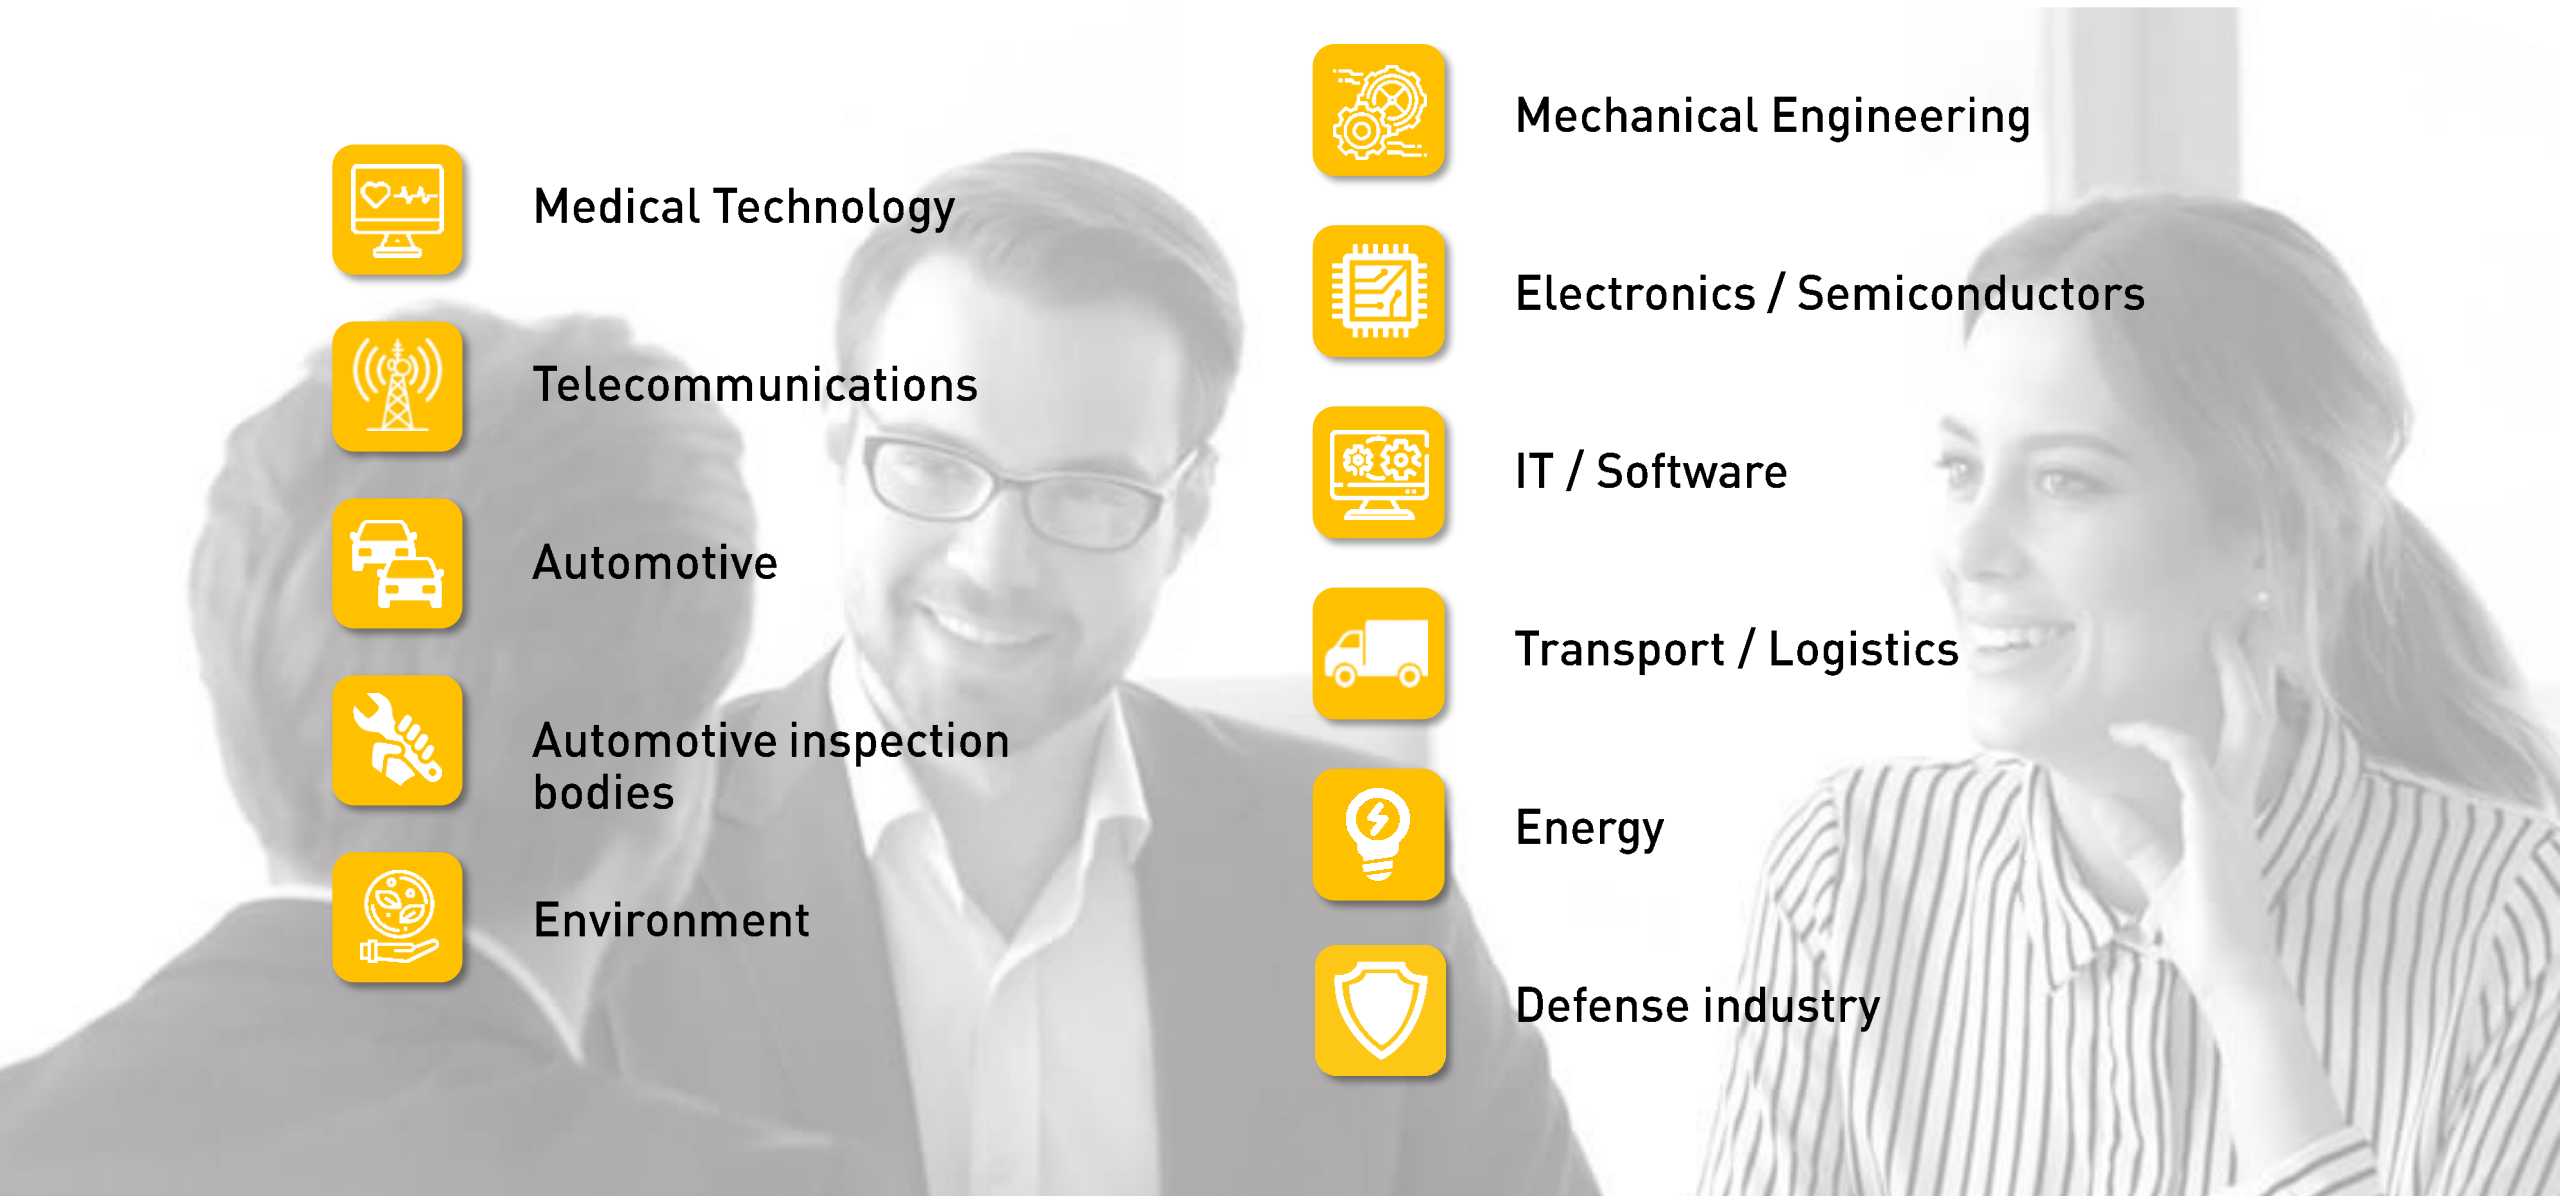 Medical Technology
Telecommunications
Automotive
Automotive inspection
bodies
Environment
Mechanical Engineering
Electronics / Semiconductors
IT / Software
Transport / Logistics
Energy
Defense industry